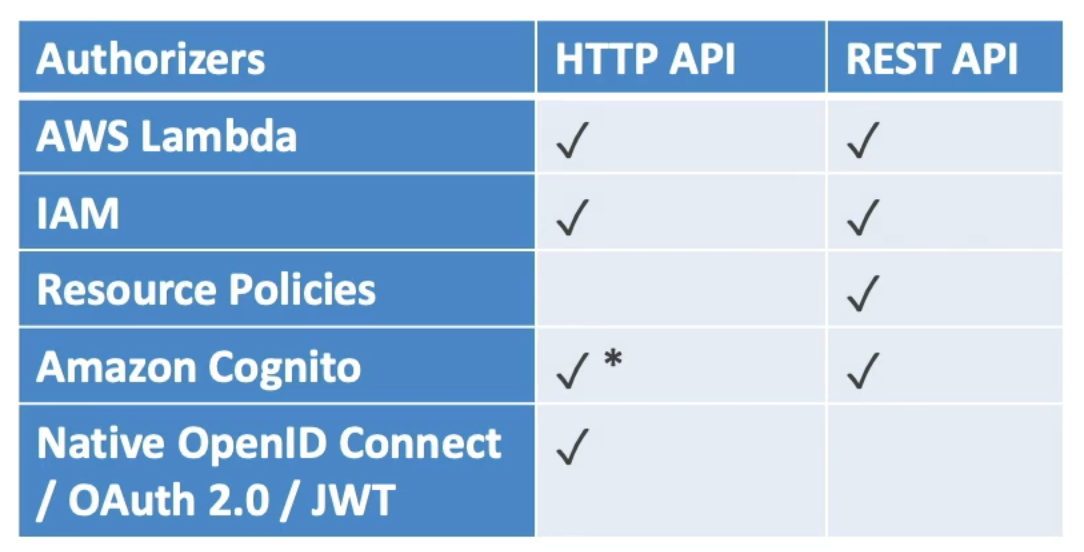 Authorizers HTTP API REST API
AWS Lambda ✓ ✓
IAM ✓ ✓
Resource Policies ✓
Amazon Cognito ✓ * ✓
Native OpenID Connect ✓
/ OAuth 2.0 / JWT